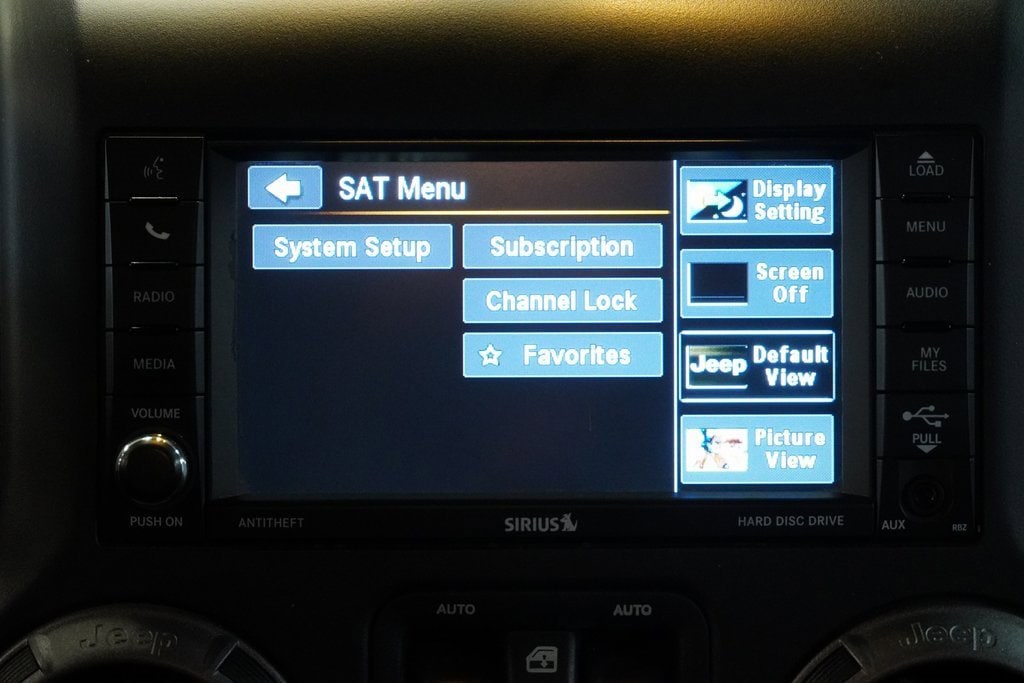 SAT Menu
System Setup
Subscription
Channel Lock
Favorites
Display
Setting
Screen
Off
Jeep
Default
View
Picture
View
RADIO
MEDIA
VOLUME
PUSH ON
LOAD
MENU
AUDIO
MY
FILES
PULL
AUX
RBZ
ANTITHEFT
SIRIUS
HARD DISC DRIVE
AUTO
AUTO
Jeep
Jeep